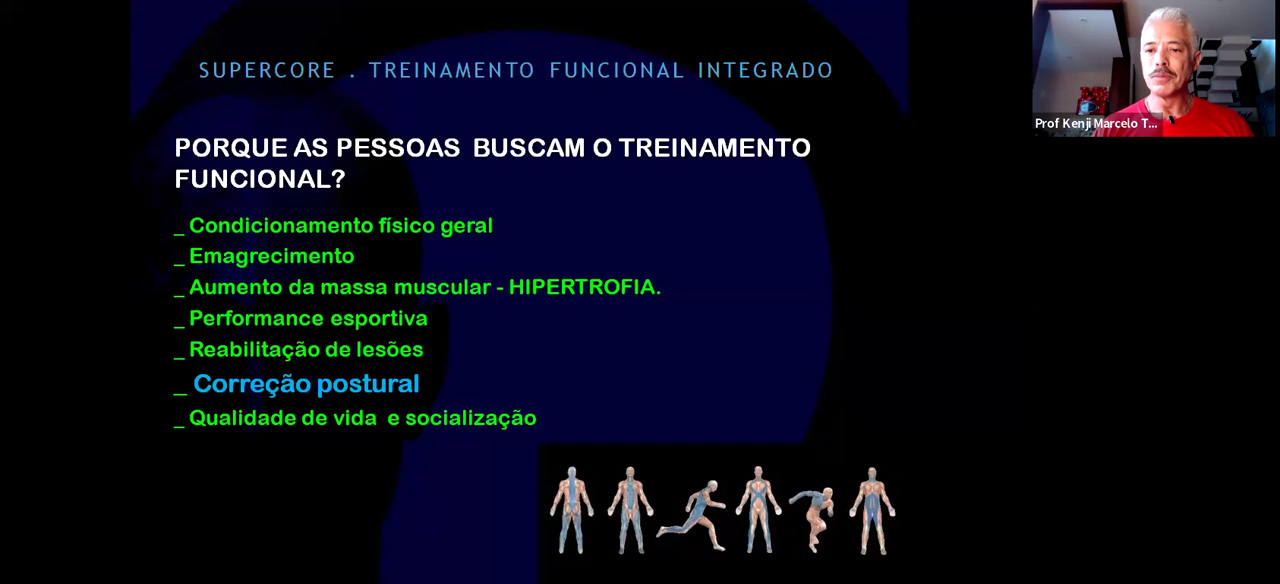 SUPERCORE . TREINAMENTO FUNCIONAL INTEGRADO
Prof Kenji Marcelo T...
PORQUE AS PESSOAS BUSCAM O TREINAMENTO
FUNCIONAL?
_ Condicionamento físico geral
_ Emagrecimento
_ Aumento da massa muscular - HIPERTROFIA.
_ Performance esportiva
_ Reabilitação de lesões
_ Correção postural
_ Qualidade de vida e socialização